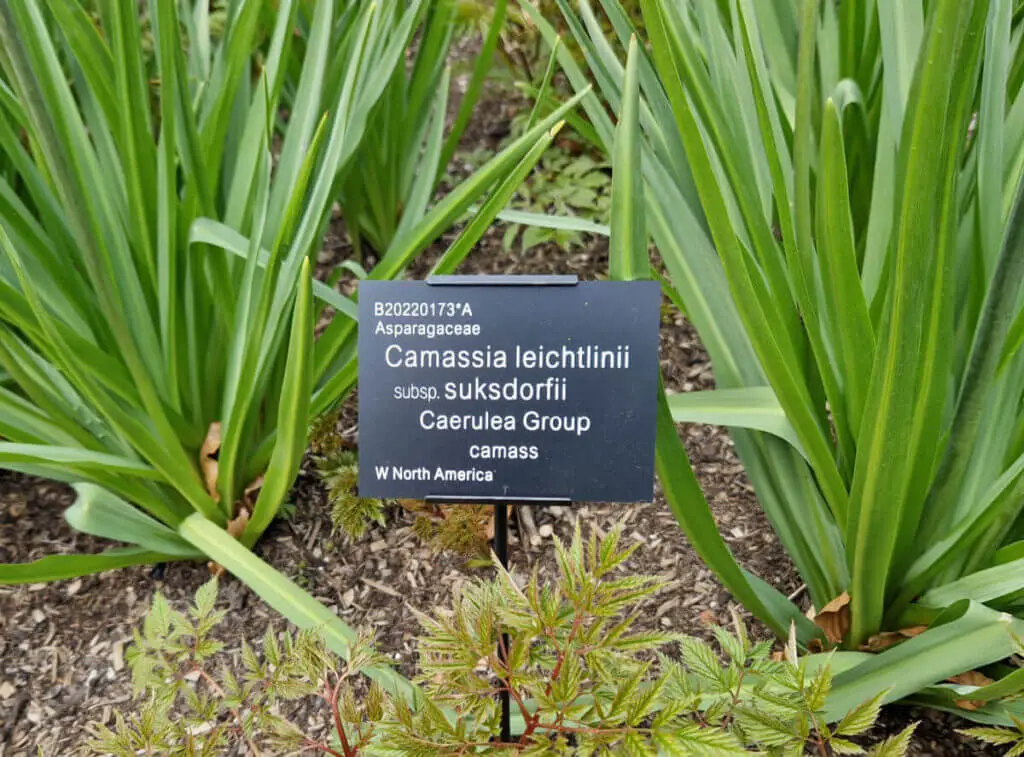 B20220173*A
Asparagaceae
Camassia leichtlinii
subsp. suksdorfii
Caerulea Group
camass
W North America